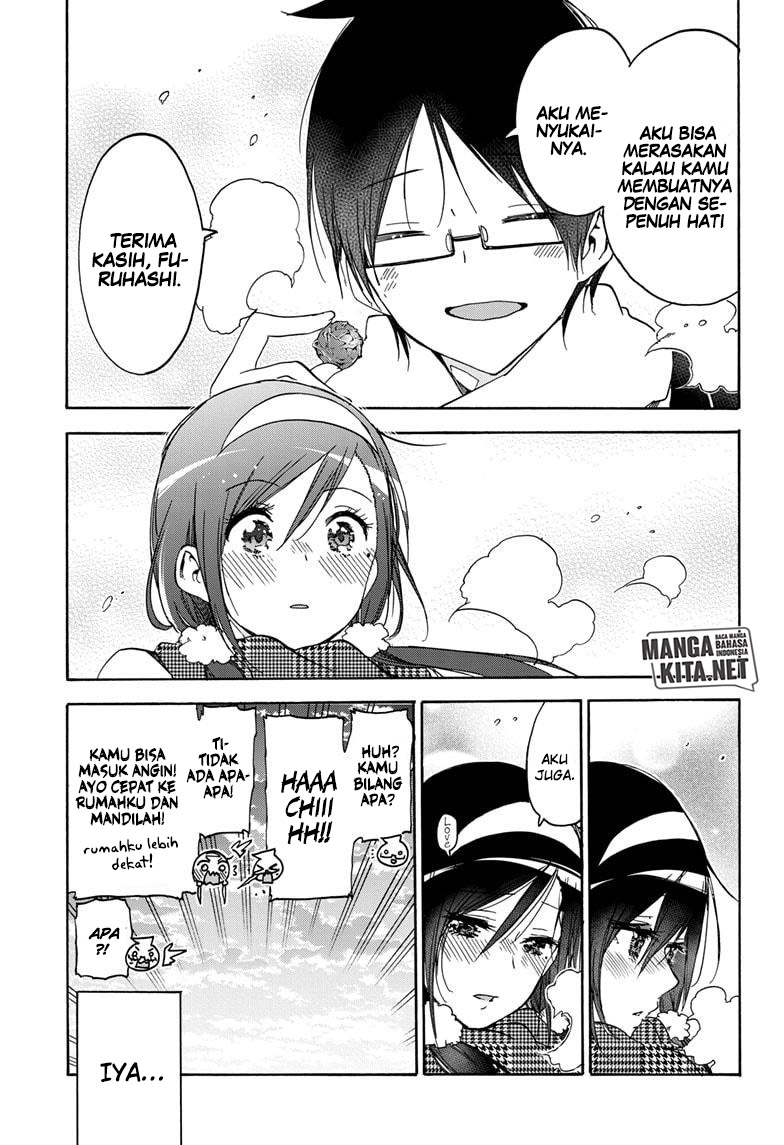 AKU BISA
MERASAKAN
KALAU KAMU
MEMBUATNYA
DENGAN SE-
PENUH HATI
AKU ME-
NYUKAI-
NYA.
TERIMA
KASIH, FU-
RUHASHI.
MANGA
-KITA.NET
BACA MANGA
BAHASA
INDONESIA
AKU
JUGA.
Love
HUH?
KAMU
BILANG
APA?
HAAA
CHIII
HH!!
TI-
TIDAK
ADA APA-
APA!
KAMU BISA
MASUK ANGIN!
AYO CEPAT KE
RUMAHKU DAN
MANDILAH!
rumahku lebih
dekat!
APA
?!
IYA...